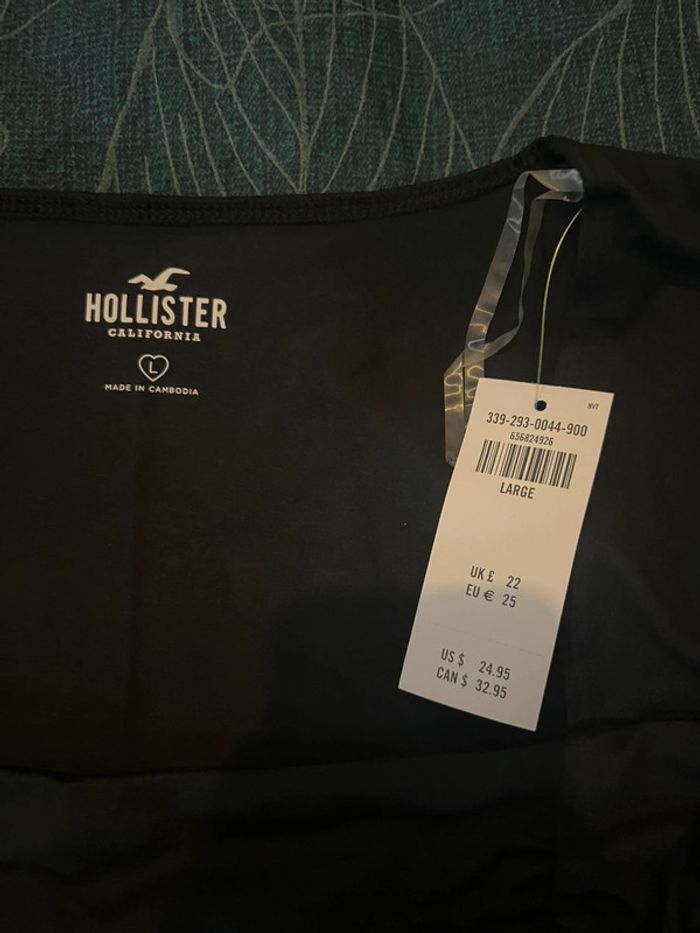 HOLLISTER
CALIFORNIA
L
MADE IN CAMBODIA
NVT
339-293-0044-900
656824926
LARGE
UK £ 22
EU € 25
US $ 24.95
CAN $ 32.95